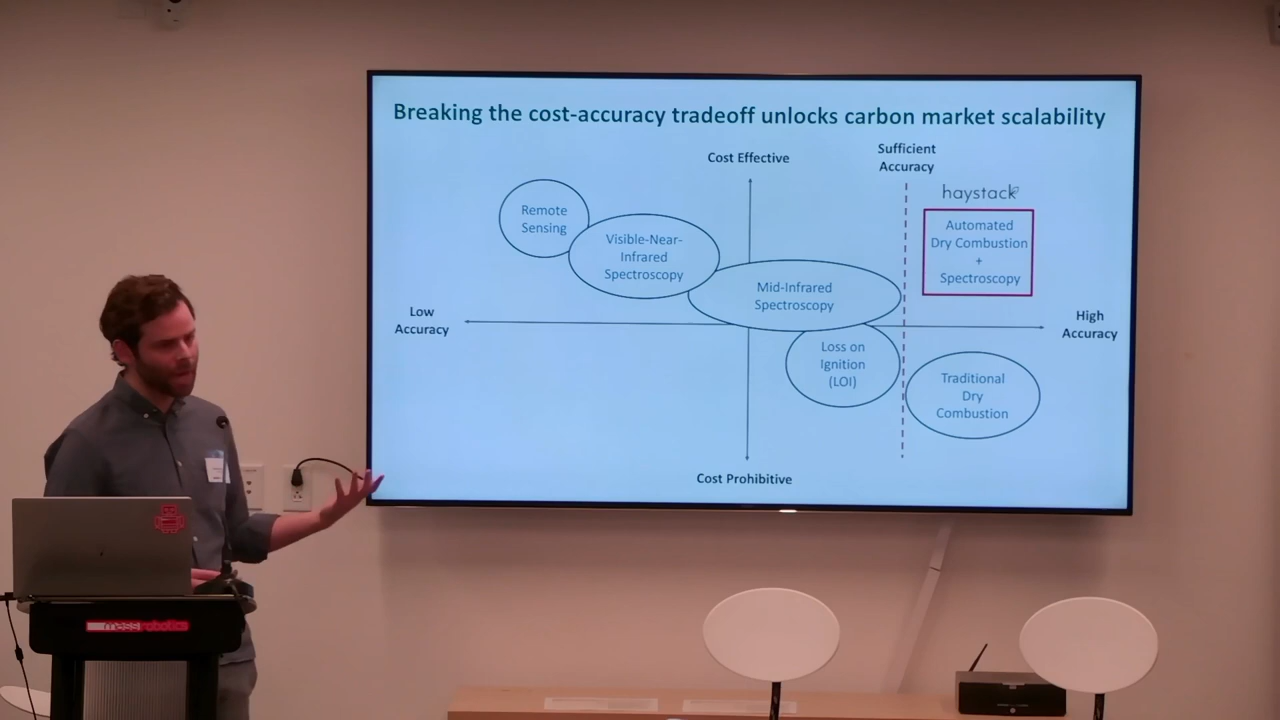 Breaking the cost-accuracy tradeoff unlocks carbon market scalability
Cost Effective
Sufficient
Accuracy
haystack
Remote
Sensing
Visible-Near-
Infrared
Spectroscopy
Automated
Dry Combustion
+
Spectroscopy
Mid-Infrared
Spectroscopy
Low
Accuracy
High
Accuracy
Loss on
Ignition
(LOI)
Traditional
Dry
Combustion
Cost Prohibitive
massrobotics